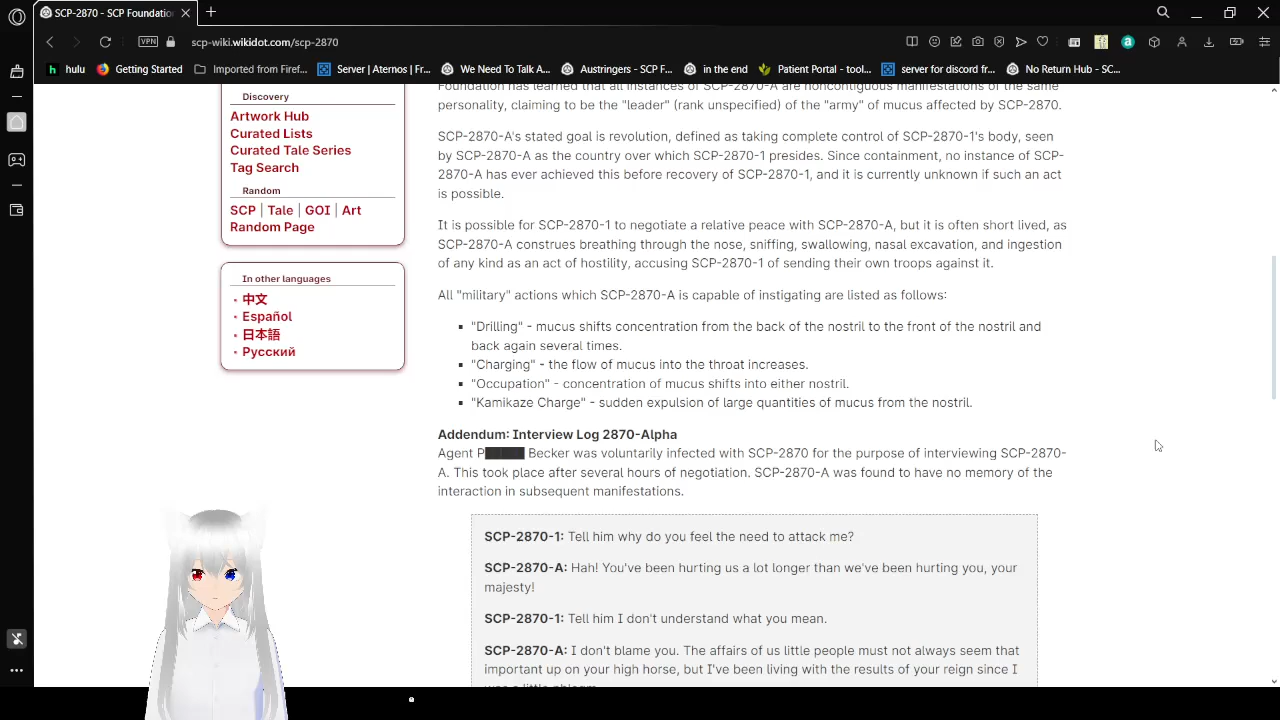 SCP-2870 - SCP Foundatio
VPN
scp-wiki.wikidot.com/scp-2870
hulu
Getting Started
Imported from Firef...
Server | Aternos | Fr...
We Need To Talk A...
Austringers - SCP F...
in the end
Patient Portal - tool...
server for discord fr...
No Return Hub - SC...
Discovery
Artwork Hub
Curated Lists
Curated Tale Series
Tag Search
Random
SCP | Tale | GOI | Art
Random Page
In other languages
中文
Español
日本語
Русский
Foundation has learned that all instances of SCP-2870-A are noncontiguous manifestations of the same
personality, claiming to be the "leader" (rank unspecified) of the "army" of mucus affected by SCP-2870.
SCP-2870-A's stated goal is revolution, defined as taking complete control of SCP-2870-1's body, seen
by SCP-2870-A as the country over which SCP-2870-1 presides. Since containment, no instance of SCP-
2870-A has ever achieved this before recovery of SCP-2870-1, and it is currently unknown if such an act
is possible.
It is possible for SCP-2870-1 to negotiate a relative peace with SCP-2870-A, but it is often short lived, as
SCP-2870-A construes breathing through the nose, sniffing, swallowing, nasal excavation, and ingestion
of any kind as an act of hostility, accusing SCP-2870-1 of sending their own troops against it.
All "military" actions which SCP-2870-A is capable of instigating are listed as follows:
"Drilling" - mucus shifts concentration from the back of the nostril to the front of the nostril and
back again several times.
"Charging" - the flow of mucus into the throat increases.
"Occupation" - concentration of mucus shifts into either nostril.
"Kamikaze Charge" - sudden expulsion of large quantities of mucus from the nostril.
Addendum: Interview Log 2870-Alpha
Agent P█████ Becker was voluntarily infected with SCP-2870 for the purpose of interviewing SCP-2870-
A. This took place after several hours of negotiation. SCP-2870-A was found to have no memory of the
interaction in subsequent manifestations.
SCP-2870-1: Tell him why do you feel the need to attack me?
SCP-2870-A: Hah! You've been hurting us a lot longer than we've been hurting you, your
majesty!
SCP-2870-1: Tell him I don't understand what you mean.
SCP-2870-A: I don't blame you. The affairs of us little people must not always seem that
important up on your high horse, but I've been living with the results of your reign since I
was a little phlegm